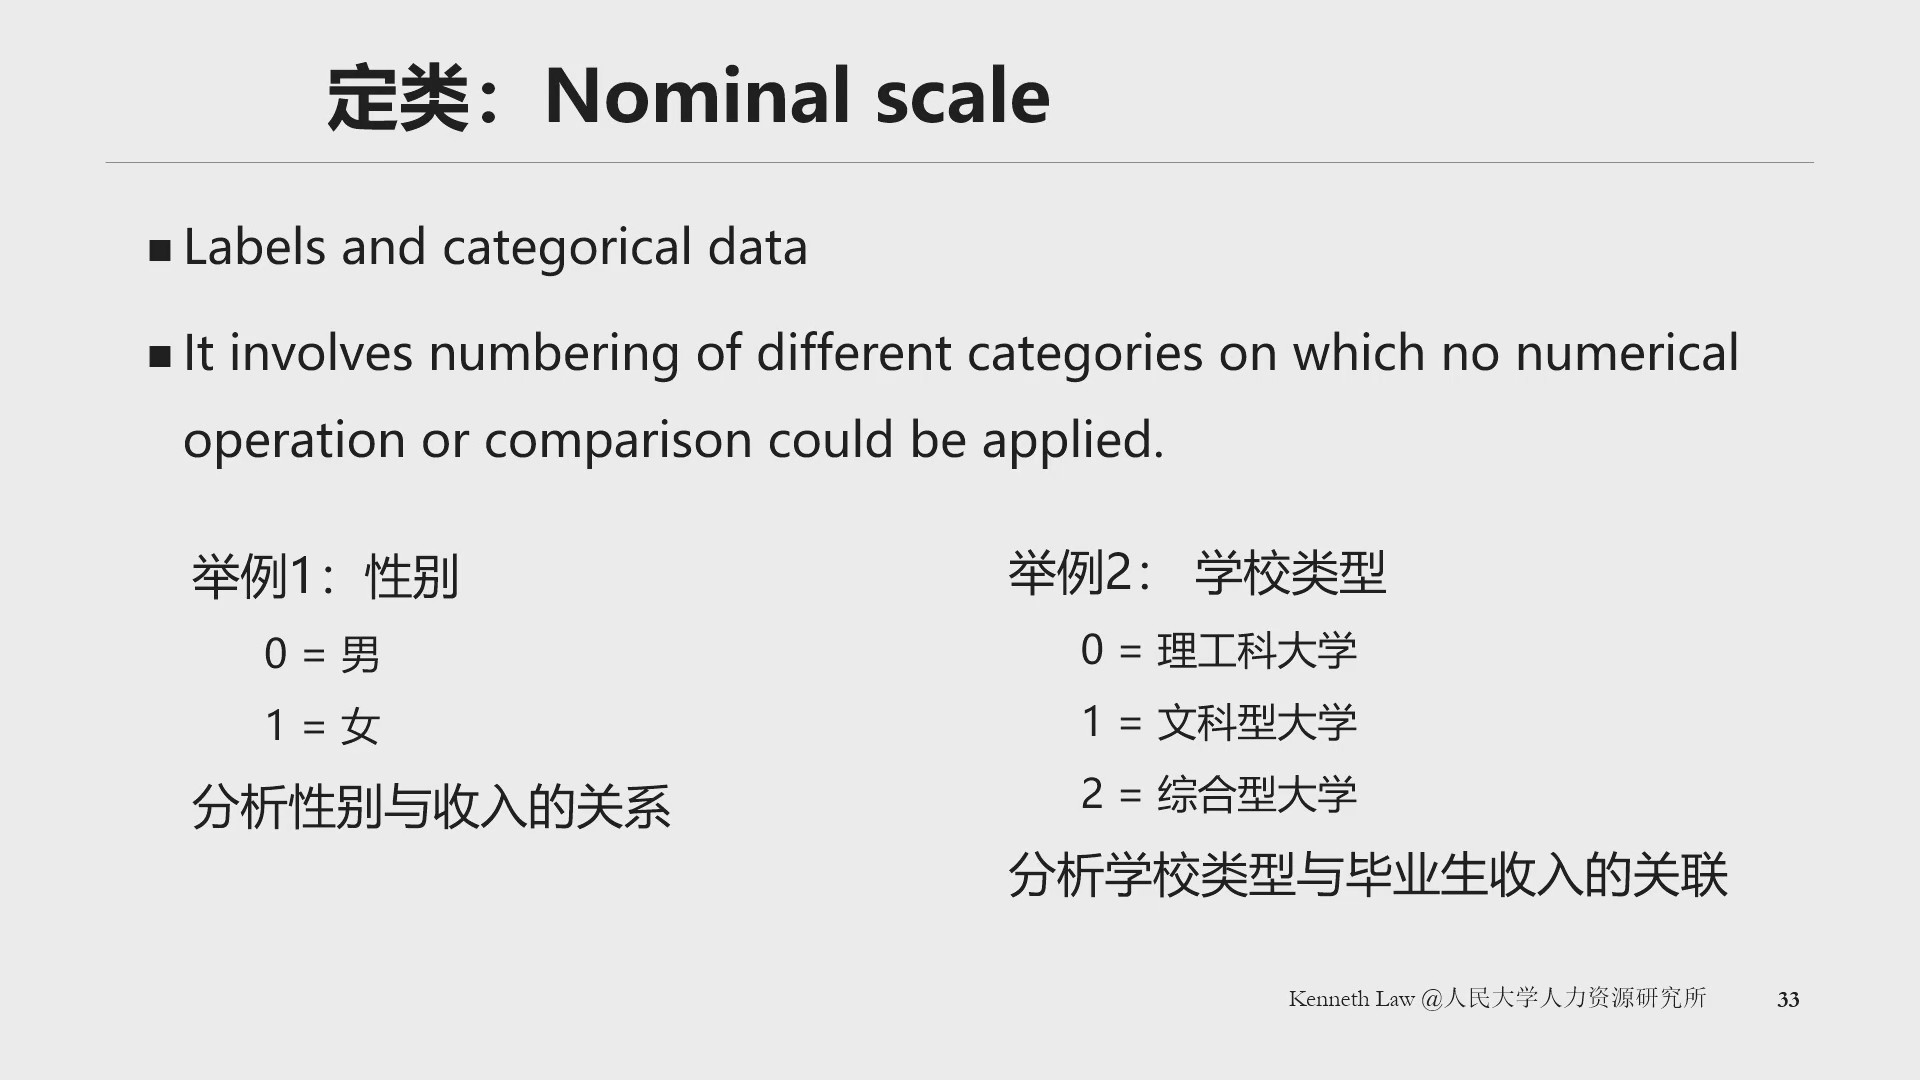 定类：Nominal scale
■ Labels and categorical data
■ It involves numbering of different categories on which no numerical
operation or comparison could be applied.
举例1：性别
0 = 男
1 = 女
分析性别与收入的关系
举例2： 学校类型
0 = 理工科大学
1 = 文科型大学
2 = 综合型大学
分析学校类型与毕业生收入的关联
Kenneth Law @人民大学人力资源研究所
33